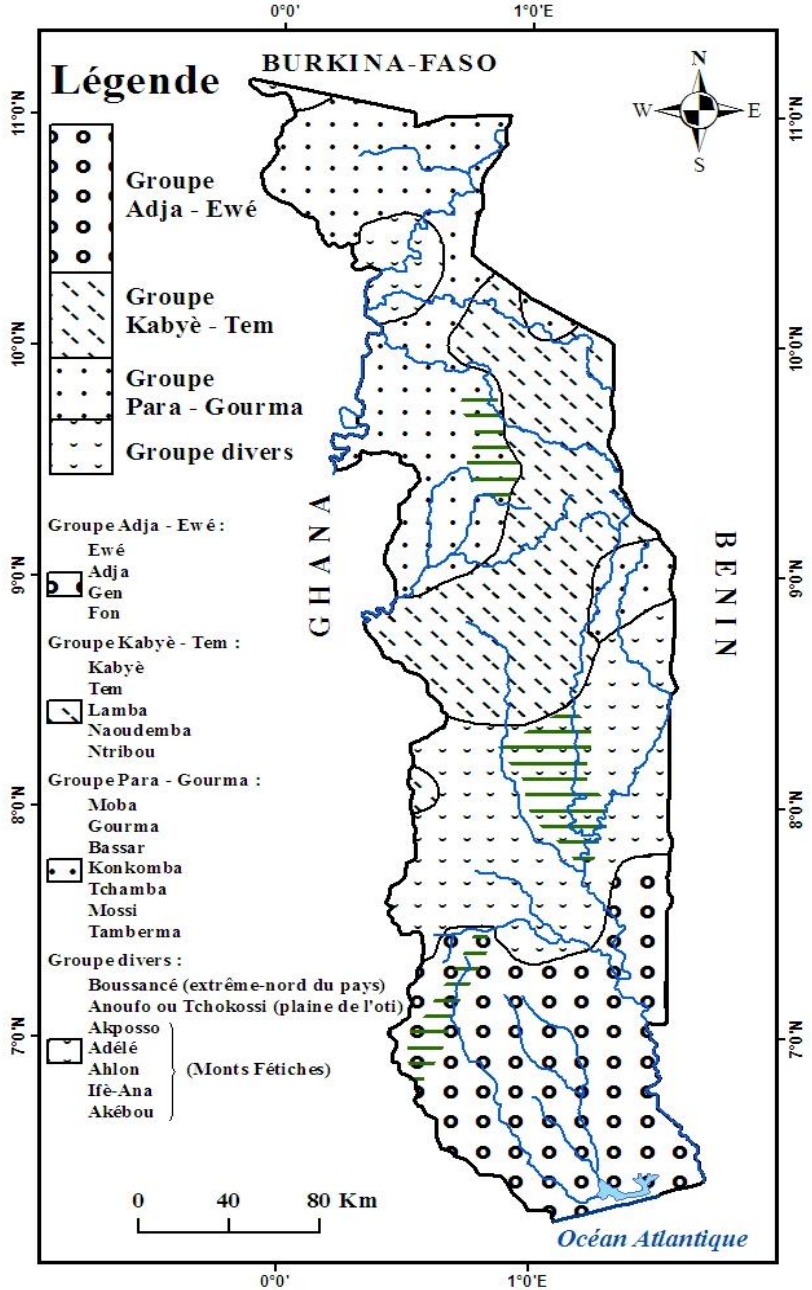 0°0'
1°0'E
BURKINA-FASO
Légende
N
W
E
S
11°0'N
11°0'N
Groupe
Adja - Ewé
Groupe
Kabyè - Tem
Groupe
Para - Gourma
Groupe divers
10°0'N
10°0'N
GHANA
BENIN
9°0'N
9°0'N
Groupe Adja - Ewé :
Ewé
Adja
Gen
Fon
Groupe Kabyè - Tem :
Kabyè
Tem
Lamba
Naoudemba
Ntribou
Groupe Para - Gourma :
Moba
Gourma
Bassar
Konkomba
Tchamba
Mossi
Tamberma
8°0'N
8°0'N
Groupe divers :
Boussancé (extrême-nord du pays)
Anoufo ou Tchokossi (plaine de l'oti)
Akposso
Adélé
Ahlon
Ifè-Ana
Akébou
(Monts Fétiches)
7°0'N
7°0'N
0 40 80 Km
Océan Atlantique
0°0'
1°0'E